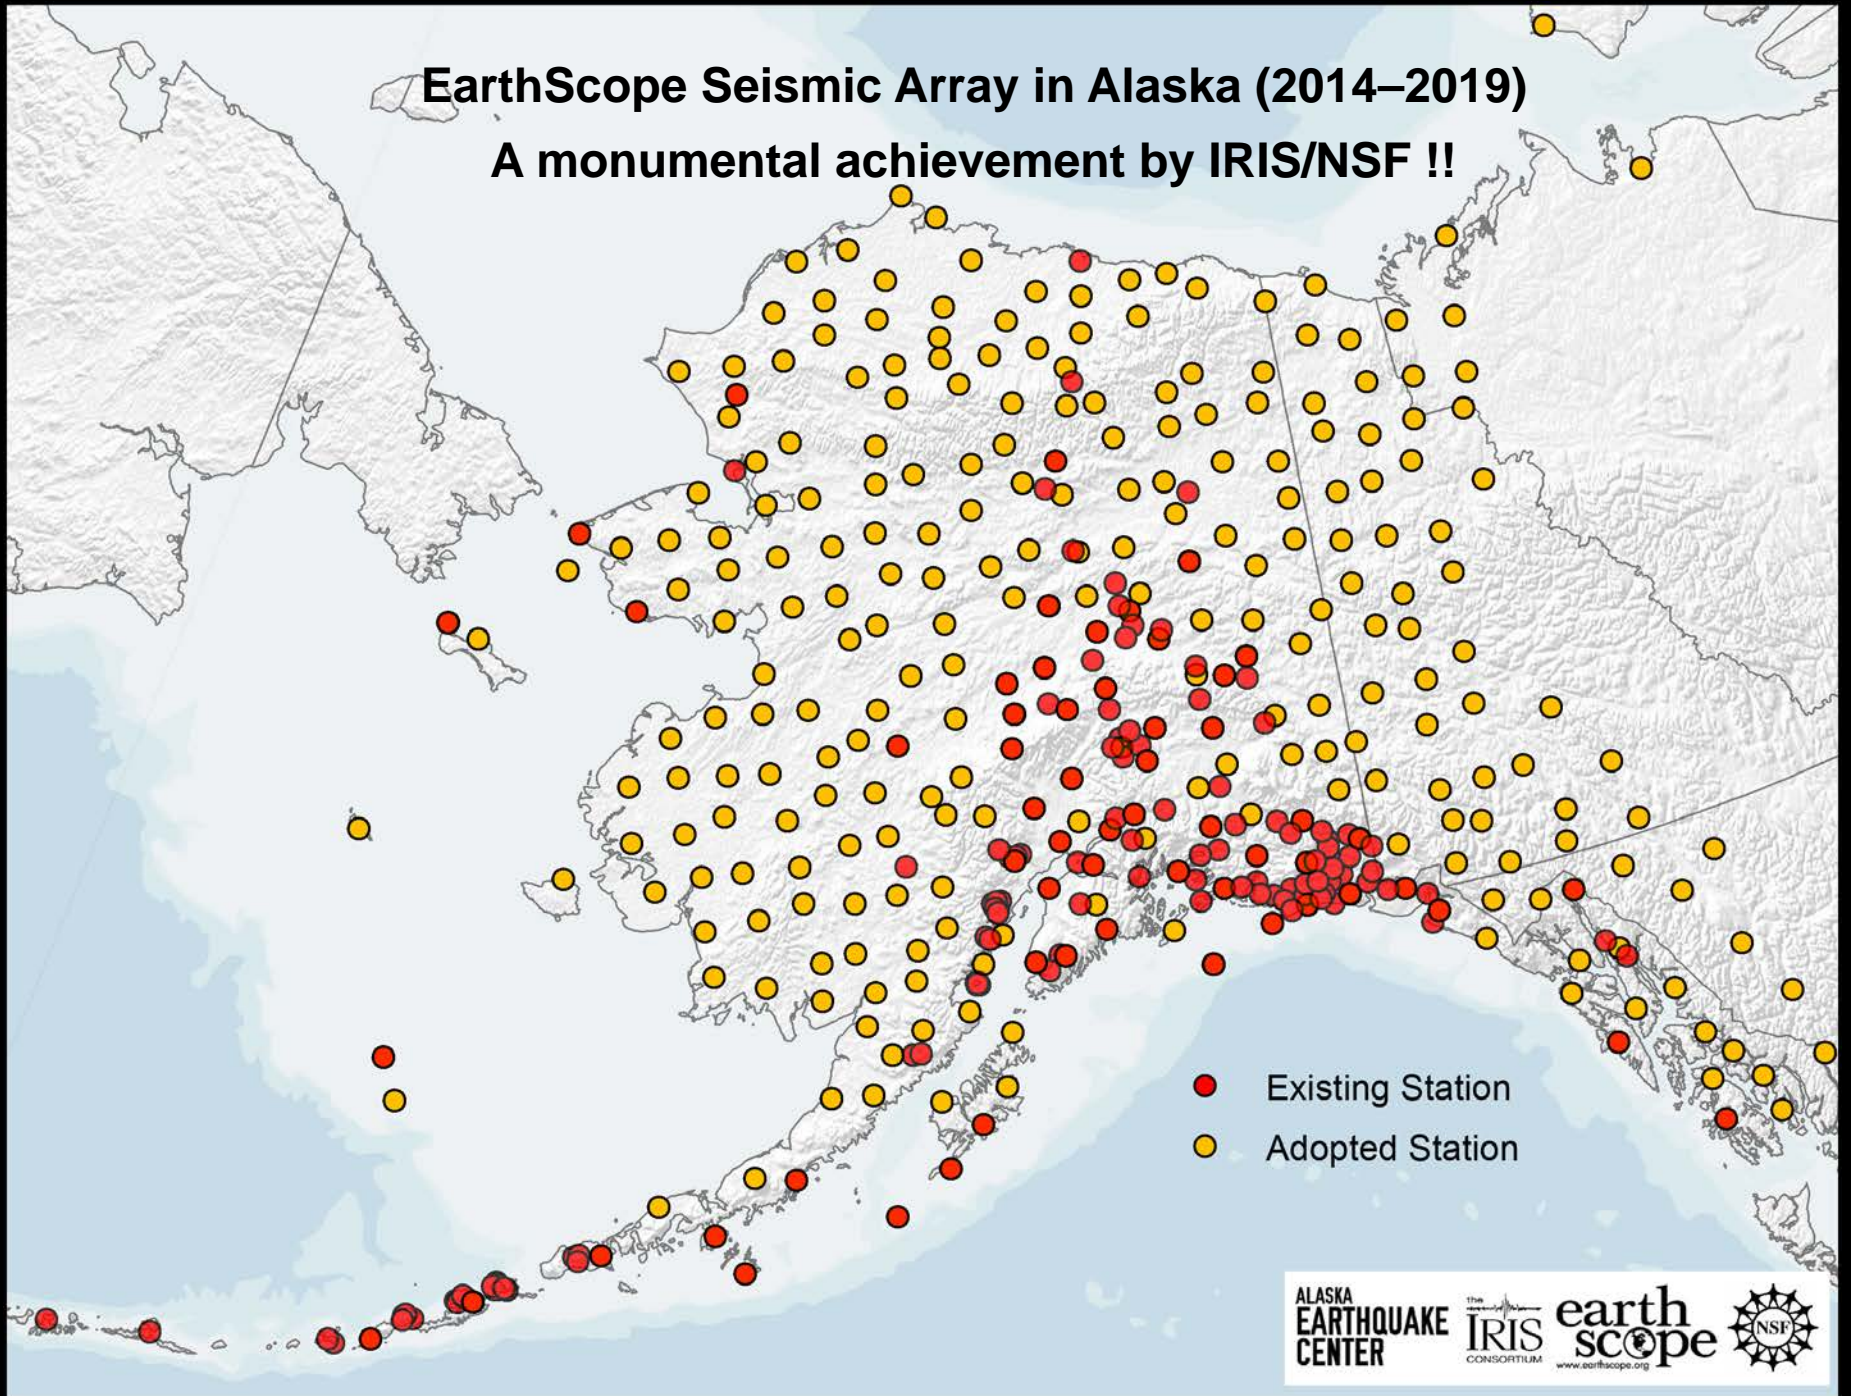 EarthScope Seismic Array in Alaska (2014–2019)
A monumental achievement by IRIS/NSF !!
Existing Station
Adopted Station
ALASKA
EARTHQUAKE
CENTER
the
IRIS
CONSORTIUM
earth
scope
www.earthscope.org
NSF